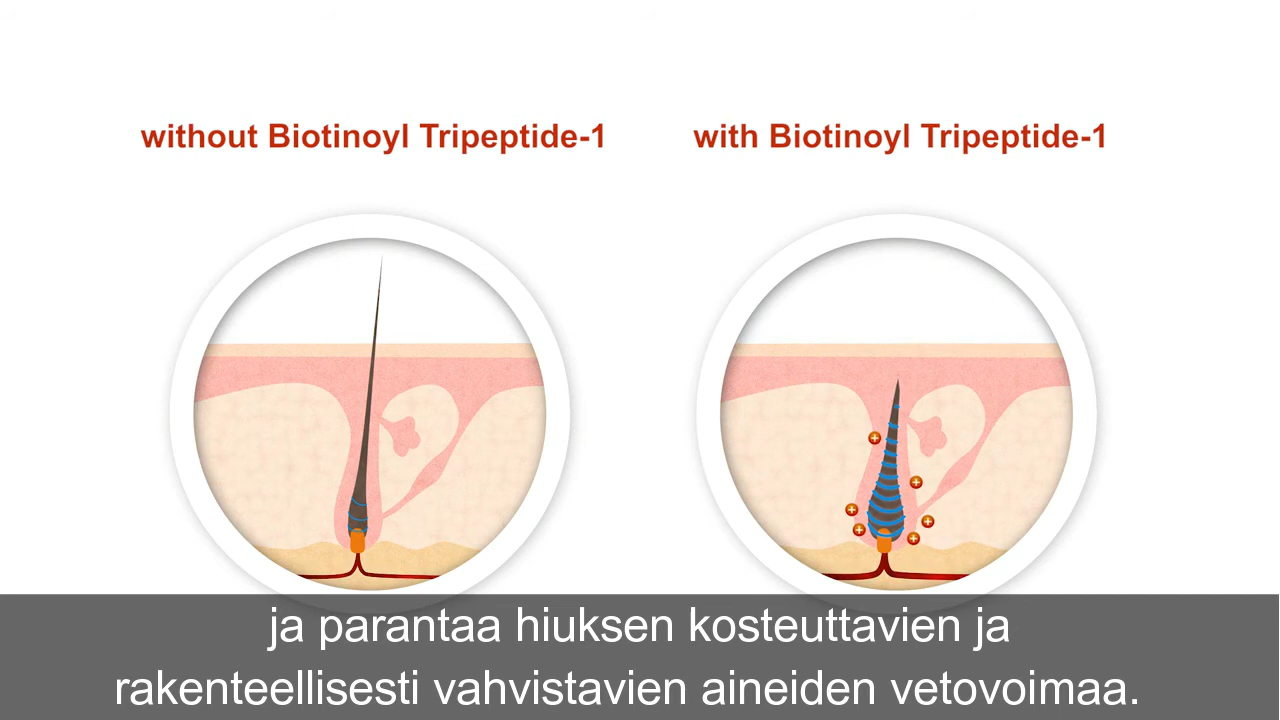 without Biotinoyl Tripeptide-1
with Biotinoyl Tripeptide-1
ja parantaa hiuksen kosteuttavien ja
rakenteellisesti vahvistavien aineiden vetovoimaa.